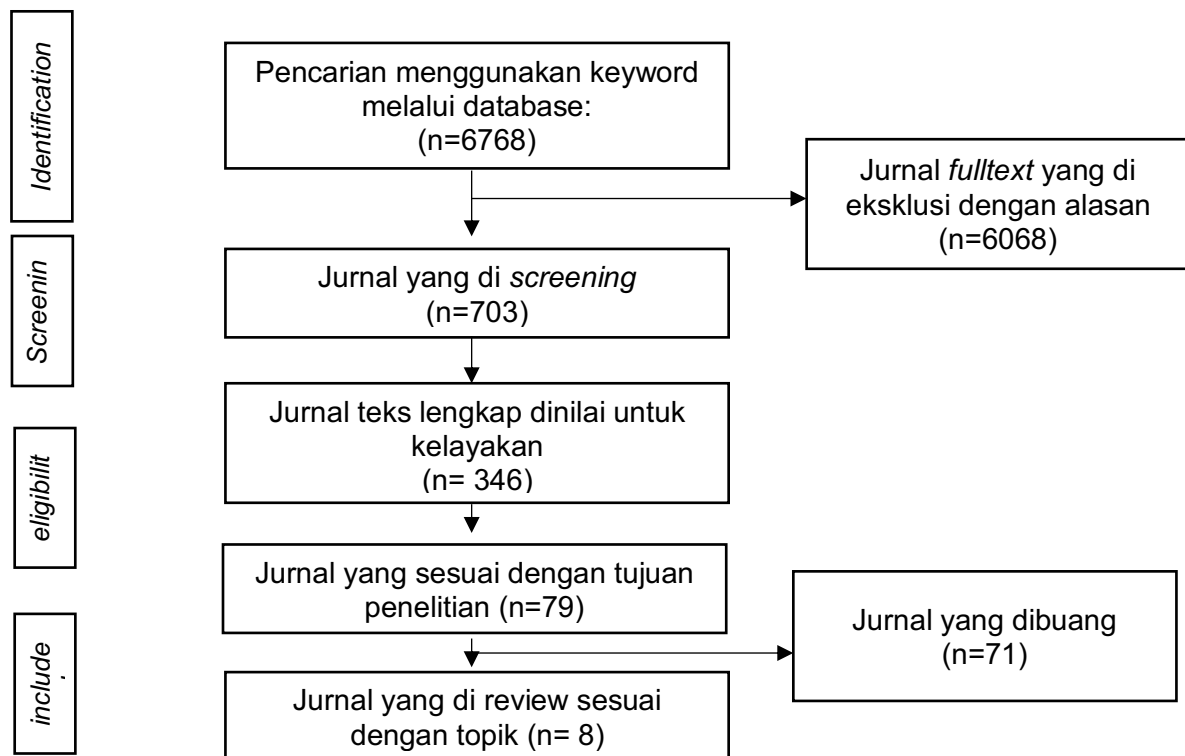 Identification
Pencarian menggunakan keyword
melalui database:
(n=6768)
Jurnal fulltext yang di
eksklusi dengan alasan
(n=6068)
Screenin
Jurnal yang di screening
(n=703)
Jurnal teks lengkap dinilai untuk
kelayakan
(n= 346)
eligibilit
Jurnal yang sesuai dengan tujuan
penelitian (n=79)
Jurnal yang dibuang
(n=71)
include
Jurnal yang di review sesuai
dengan topik (n= 8)